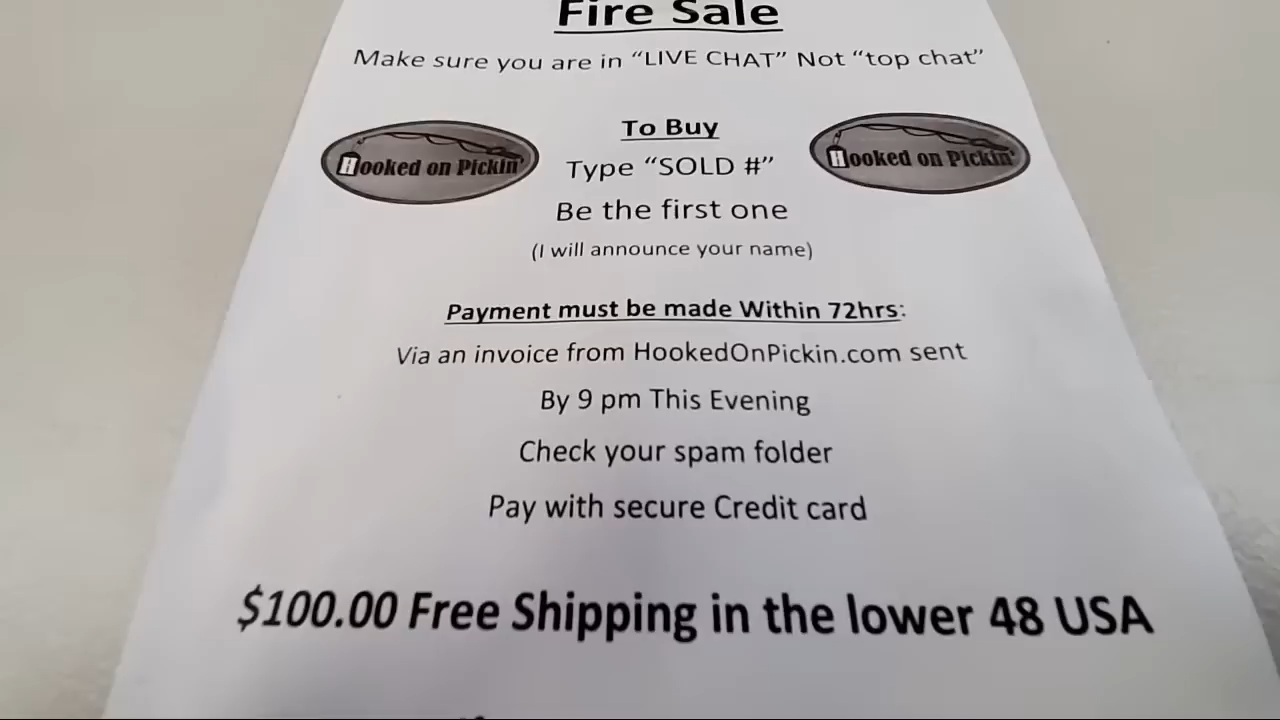 Fire Sale
Make sure you are in “LIVE CHAT” Not “top chat”
To Buy
Hooked on Pickin'
Type “SOLD #”
Hooked on Pickin'
Be the first one
(I will announce your name)
Payment must be made Within 72hrs:
Via an invoice from HookedOnPickin.com sent
By 9 pm This Evening
Check your spam folder
Pay with secure Credit card
$100.00 Free Shipping in the lower 48 USA